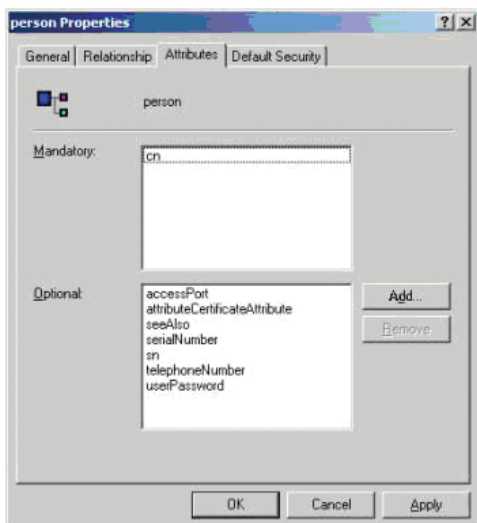 person Properties
General Relationship Attributes Default Security
person
Mandatory:
cn
Optional:
accessPort
attributeCertificateAttribute
seeAlso
serialNumber
sn
telephoneNumber
userPassword
Add...
Remove
OK Cancel Apply